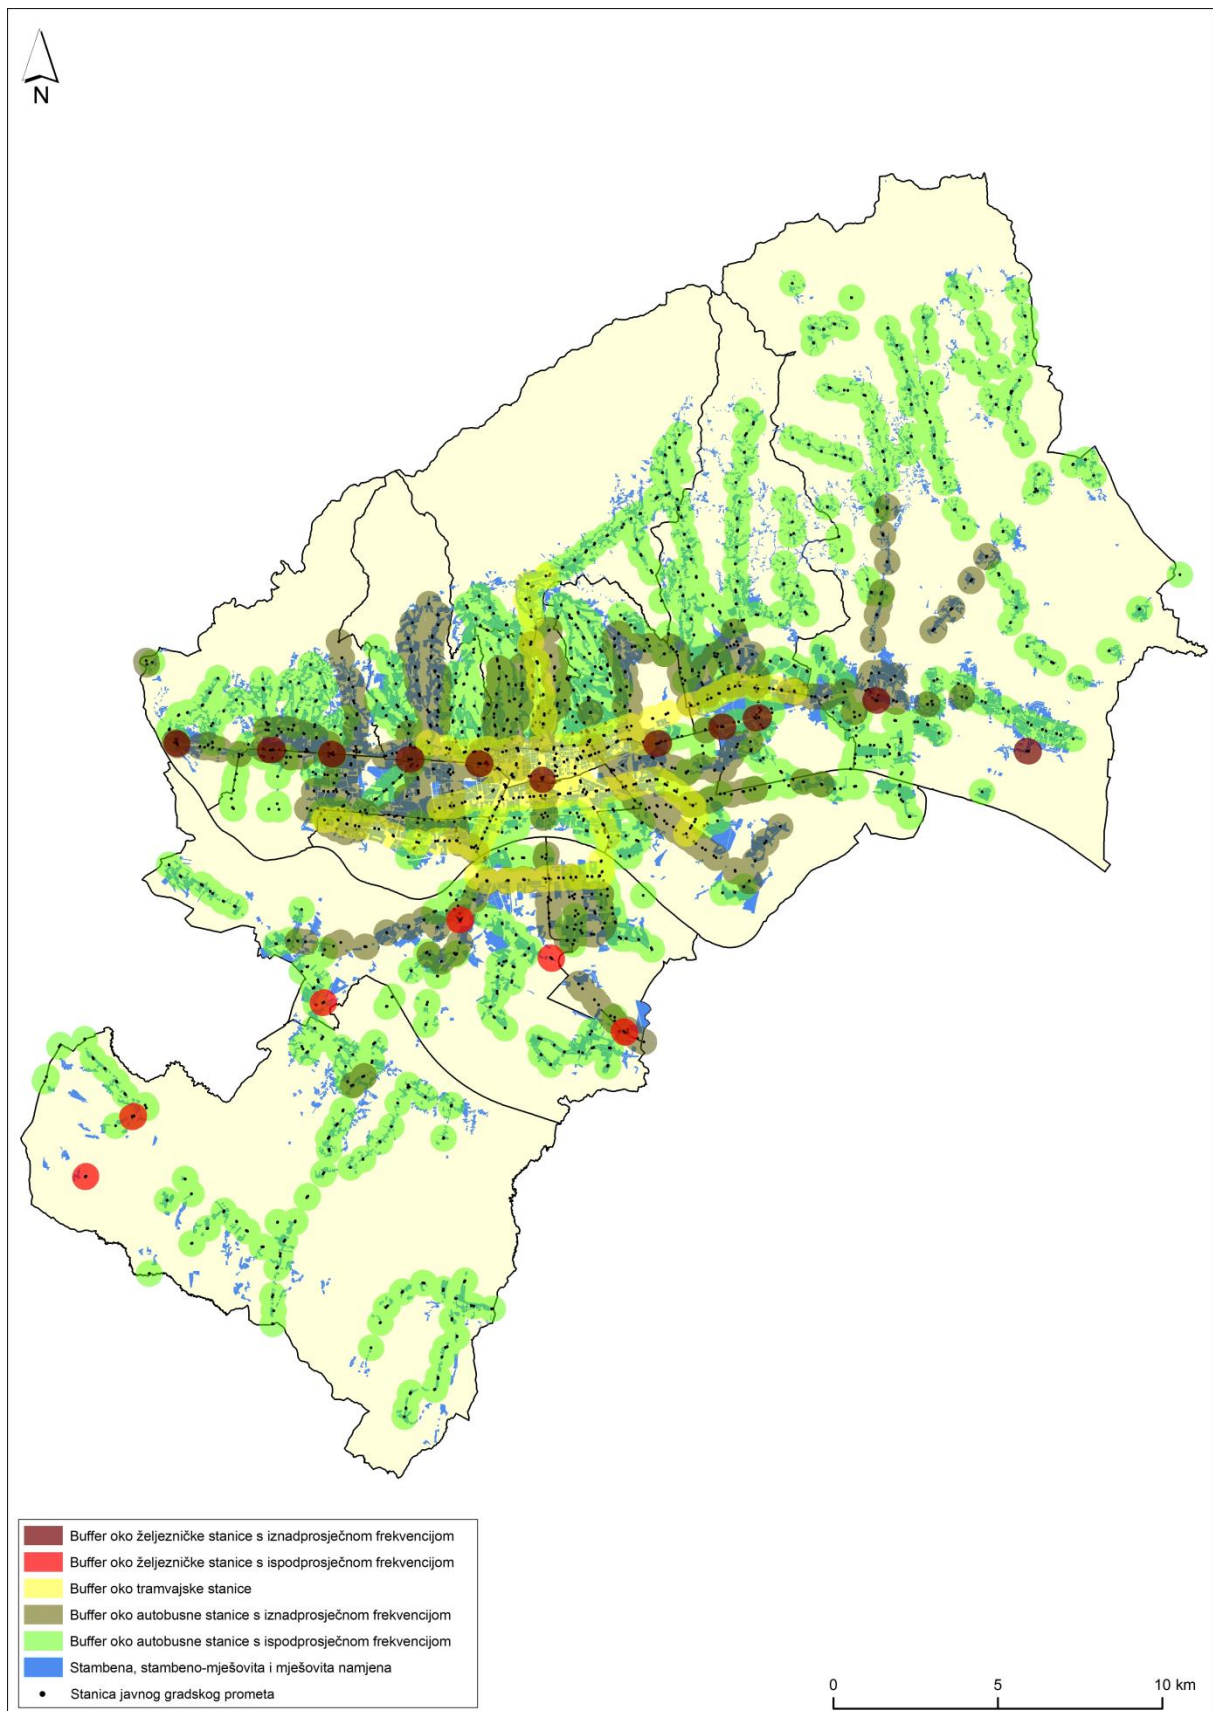 N
Buffer oko željezničke stanice s iznadprosječnom frekvencijom
Buffer oko željezničke stanice s ispodprosječnom frekvencijom
Buffer oko tramvajske stanice
Buffer oko autobusne stanice s iznadprosječnom frekvencijom
Buffer oko autobusne stanice s ispodprosječnom frekvencijom
Stambena, stambeno-mješovita i mješovita namjena
Stanica javnog gradskog prometa
0 5 10 km